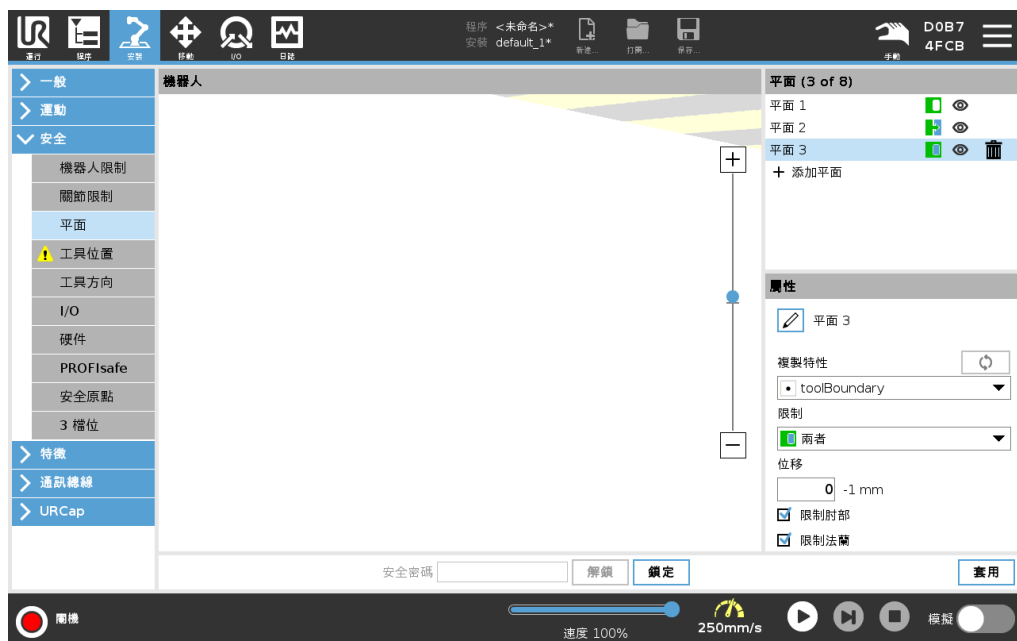 程序 <未命名>*
安裝 default_1*
新建... 打開... 保存...
運行 程序 安裝 移動 I/O 日誌
手動
D0B7
4FCB
一般
運動
安全
機器人限制
關節限制
平面
工具位置
工具方向
I/O
硬件
PROFIsafe
安全原點
3 檔位
特徵
通訊總線
URCap
機器人
平面 (3 of 8)
平面 1
平面 2
平面 3
添加平面
屬性
平面 3
複製特性
toolBoundary
限制
兩者
位移
0 -1 mm
限制肘部
限制法蘭
安全密碼 解鎖 鎖定 套用
關機
速度 100%
250mm/s
模擬